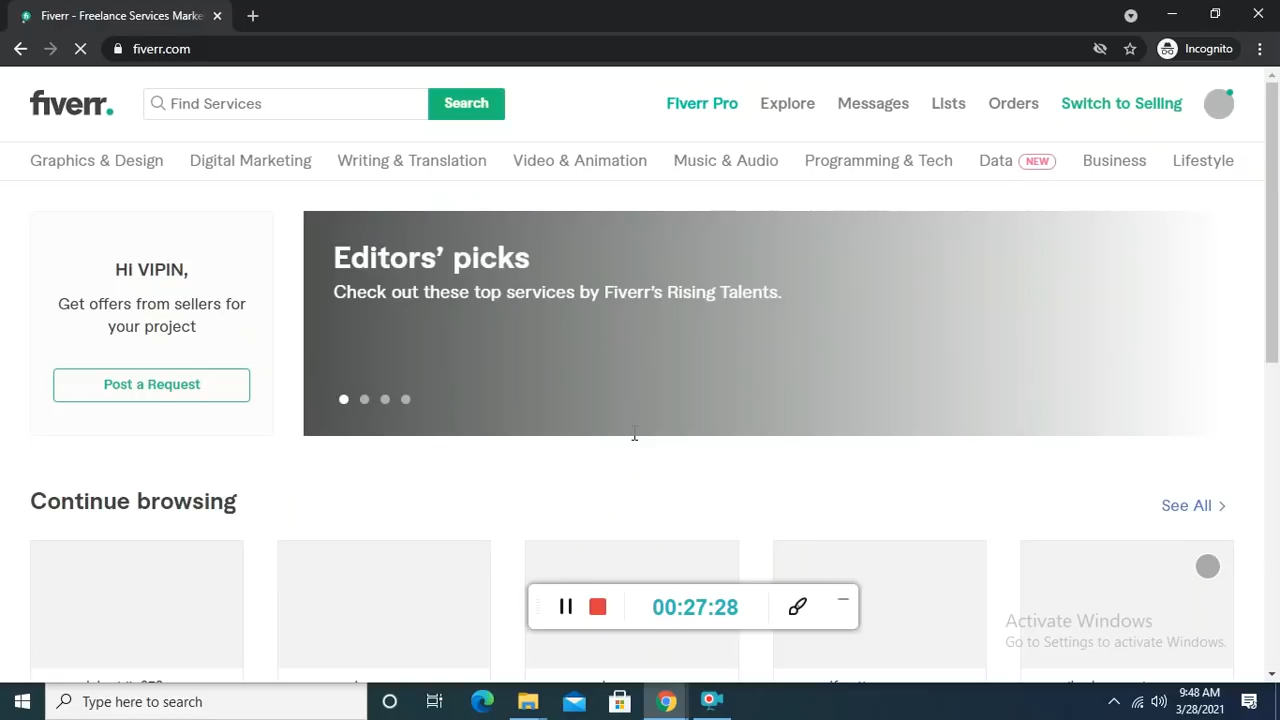 Fiverr - Freelance Services Marke
fiverr.com
Incognito
fiverr.
Find Services
Search
Fiverr Pro
Explore
Messages
Lists
Orders
Switch to Selling
Graphics & Design
Digital Marketing
Writing & Translation
Video & Animation
Music & Audio
Programming & Tech
Data NEW
Business
Lifestyle
HI VIPIN,
Get offers from sellers for
your project
Post a Request
Editors’ picks
Check out these top services by Fiverr's Rising Talents.
Continue browsing
See All
00:27:28
Activate Windows
Go to Settings to activate Windows.
Type here to search
9:48 AM
3/28/2021